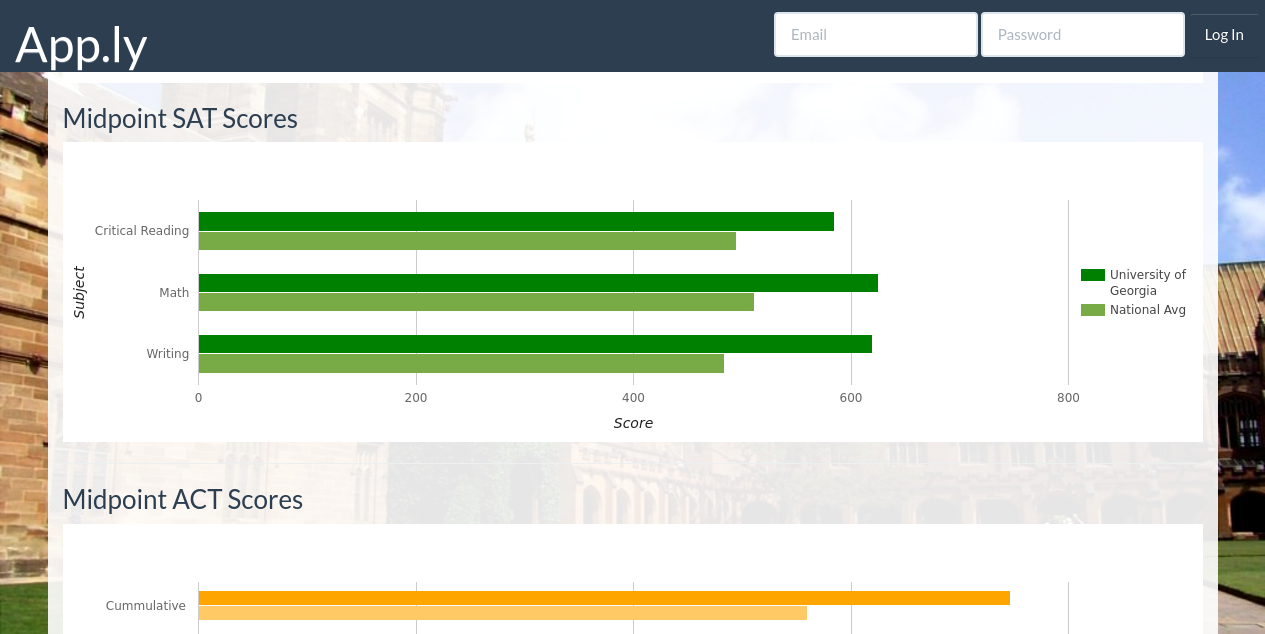 App.ly
Email
Password
Log In
Midpoint SAT Scores
Critical Reading
Math
Writing
Subject
0
200
400
600
800
Score
University of
Georgia
National Avg
Midpoint ACT Scores
Cummulative